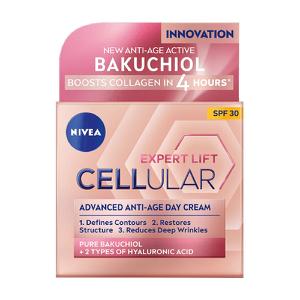 INNOVATION
NEW ANTI-AGE ACTIVE
BAKUCHIOL
BOOSTS COLLAGEN IN 4 HOURS*
SPF 30
NIVEA
EXPERT LIFT
CELLULAR
ADVANCED ANTI-AGE DAY CREAM
1. Defines Contours 2. Restores
Structure 3. Reduces Deep Wrinkles
PURE BAKUCHIOL
+ 2 TYPES OF HYALURONIC ACID